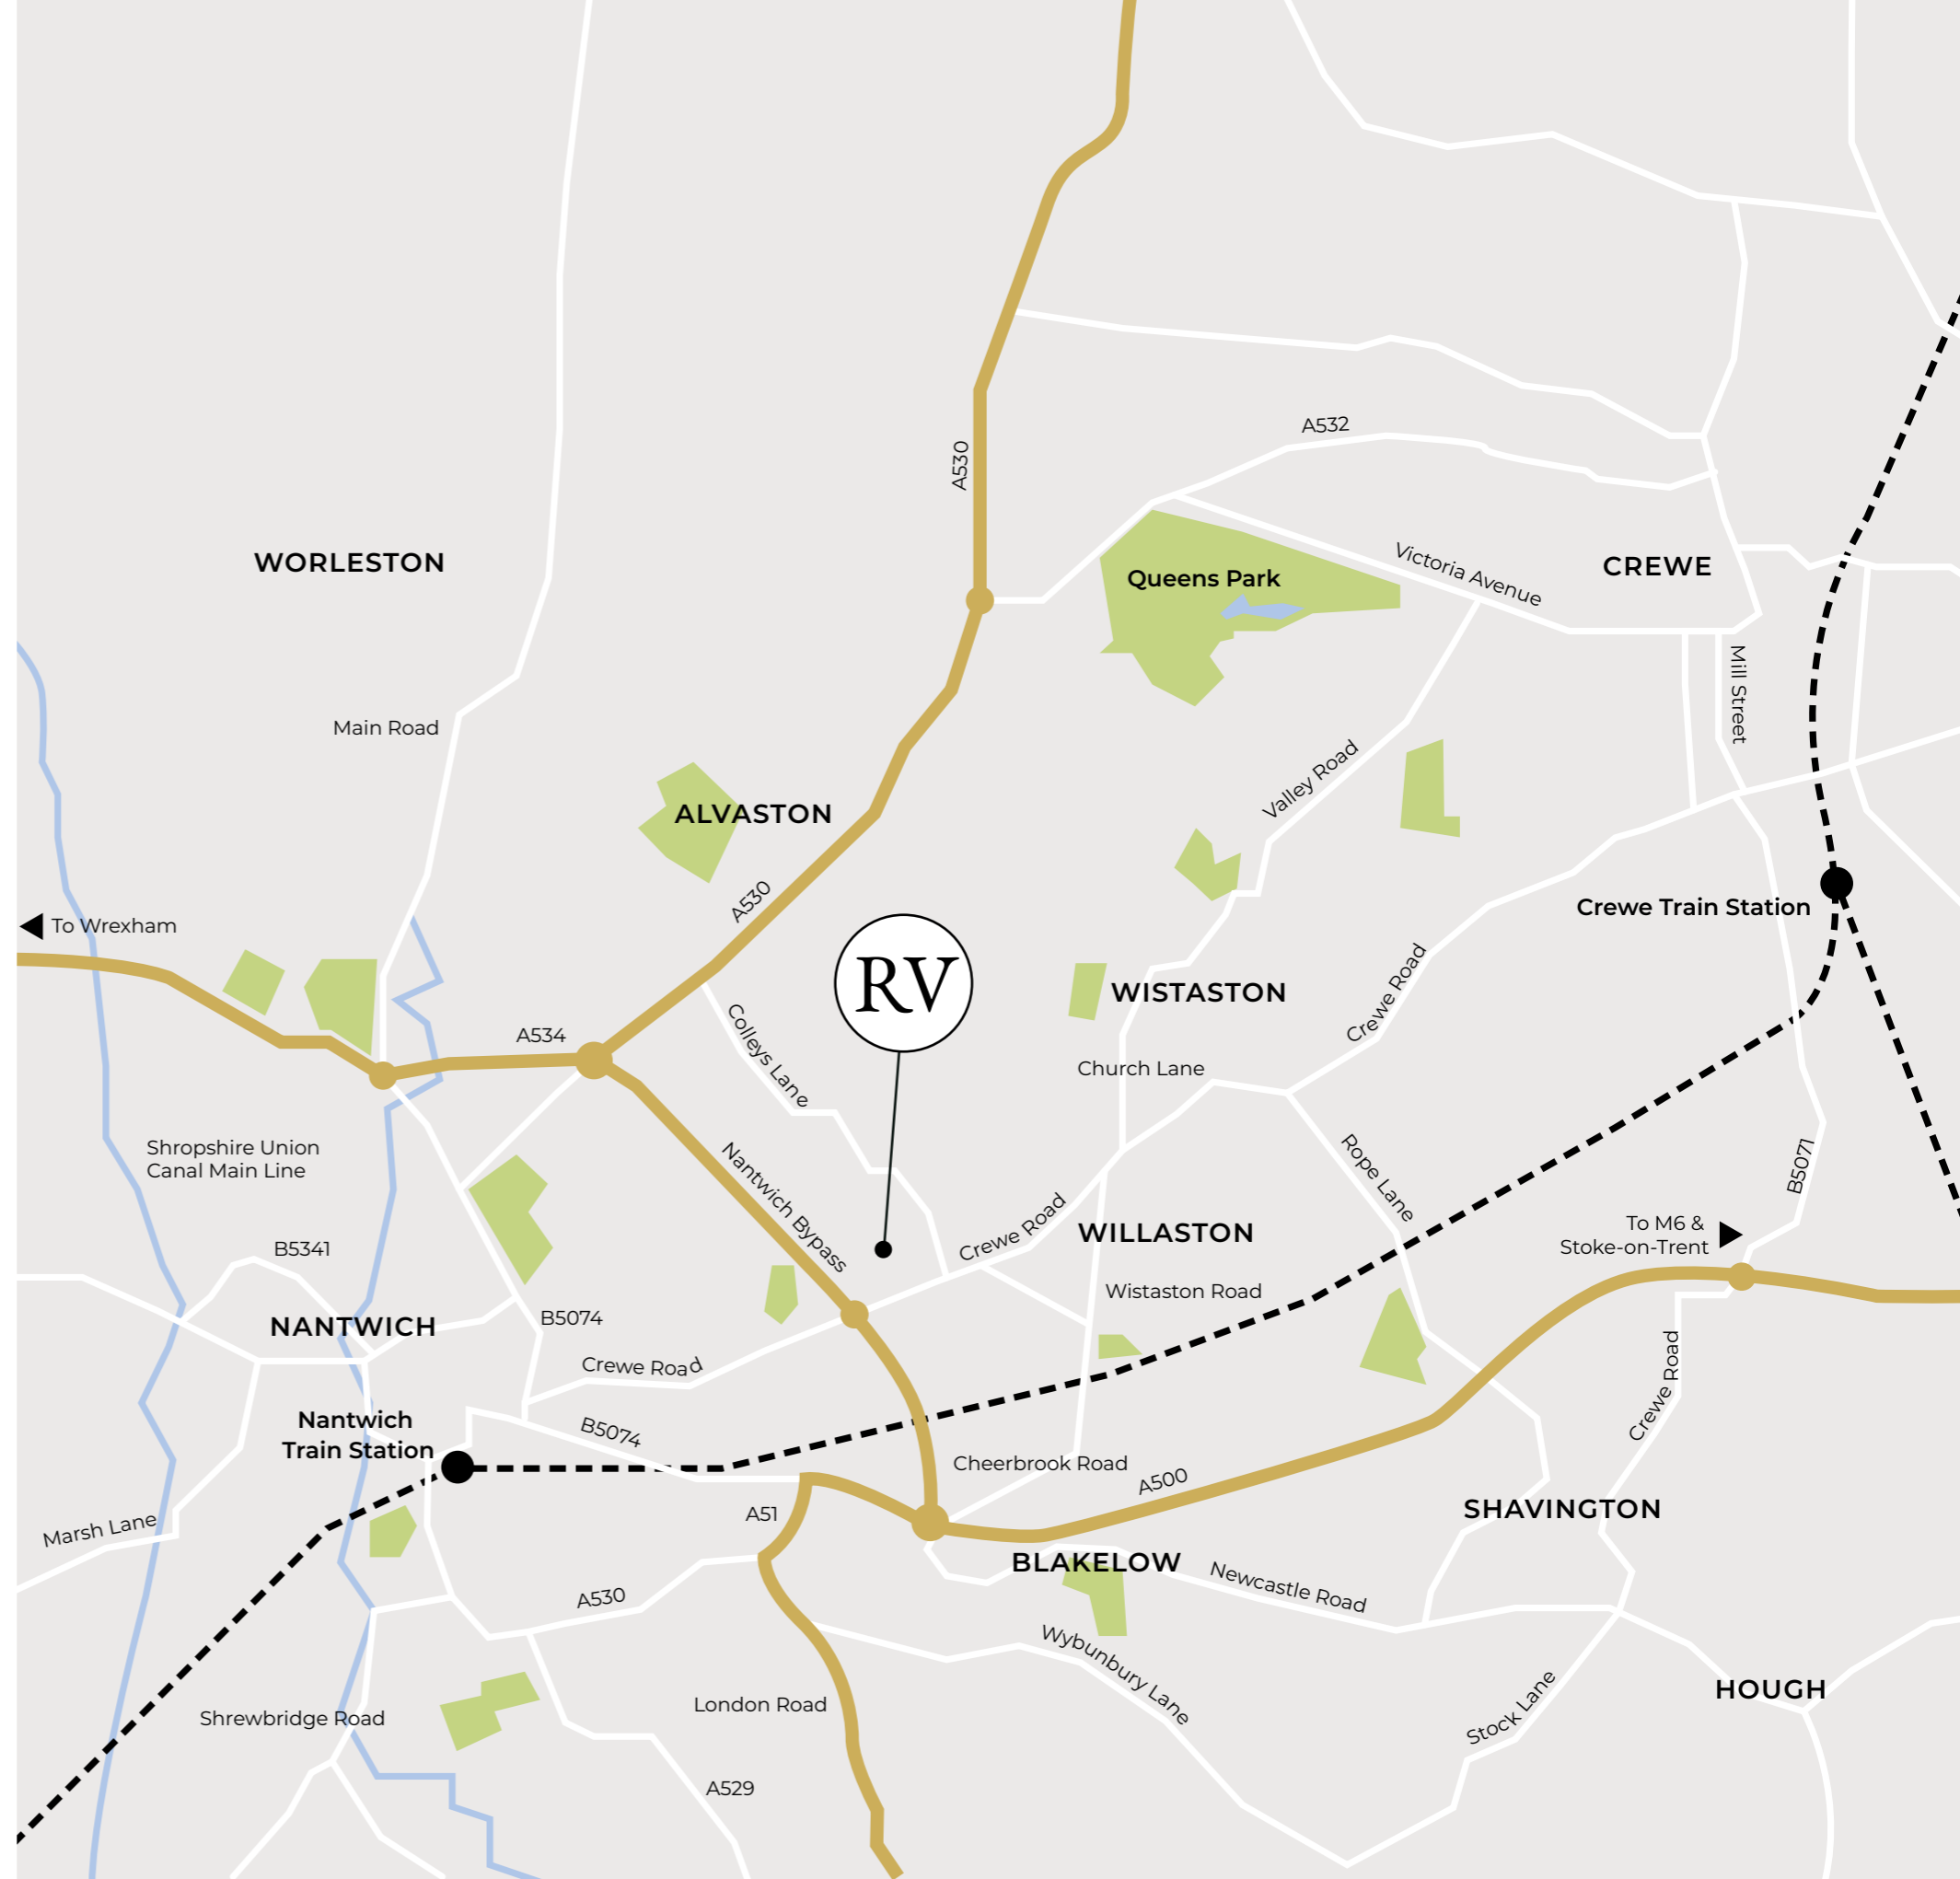 A530
A532
WORLESTON
Queens Park
Victoria Avenue
CREWE
Main Road
Mill Street
Valley Road
ALVASTON
A530
Crewe Train Station
To Wrexham
RV
WISTASTON
Crewe Road
A534
Colleys Lane
Church Lane
Shropshire Union
Canal Main Line
Nantwich Bypass
Rope Lane
B5071
Crewe Road
WILLASTON
To M6 &
Stoke-on-Trent
B5341
Wistaston Road
NANTWICH
B5074
Crewe Road
Crewe Road
Nantwich
Train Station
B5074
Cheerbrook Road
A500
A51
SHAVINGTON
Marsh Lane
BLAKELOW
Newcastle Road
A530
Wybunbury Lane
HOUGH
London Road
Shrewbridge Road
Stock Lane
A529